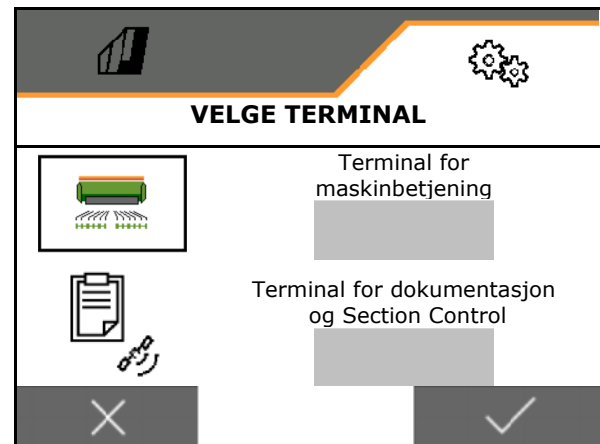 VELGE TERMINAL
Terminal for
maskinbetjening
Terminal for dokumentasjon
og Section Control